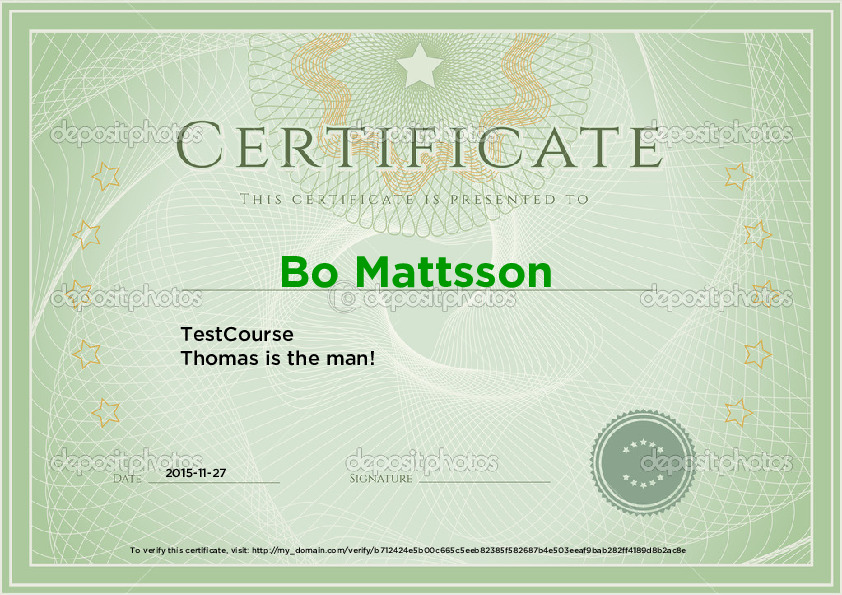 depositphotos depositphotos depositphotos
CERTIFICATE
THIS CERTIFICATE IS PRESENTED TO
Bo Mattsson
depositphotos © depositphotos depositphotos
TestCourse
Thomas is the man!
depositphotos depositphotos depositphotos
DATE 2015-11-27 SIGNATURE
To verify this certificate, visit: http://my_domain.com/verify/b712424e5b00c665c5eeb82385f582687b4e503eeaf9bab282ff4189d8b2ac8e